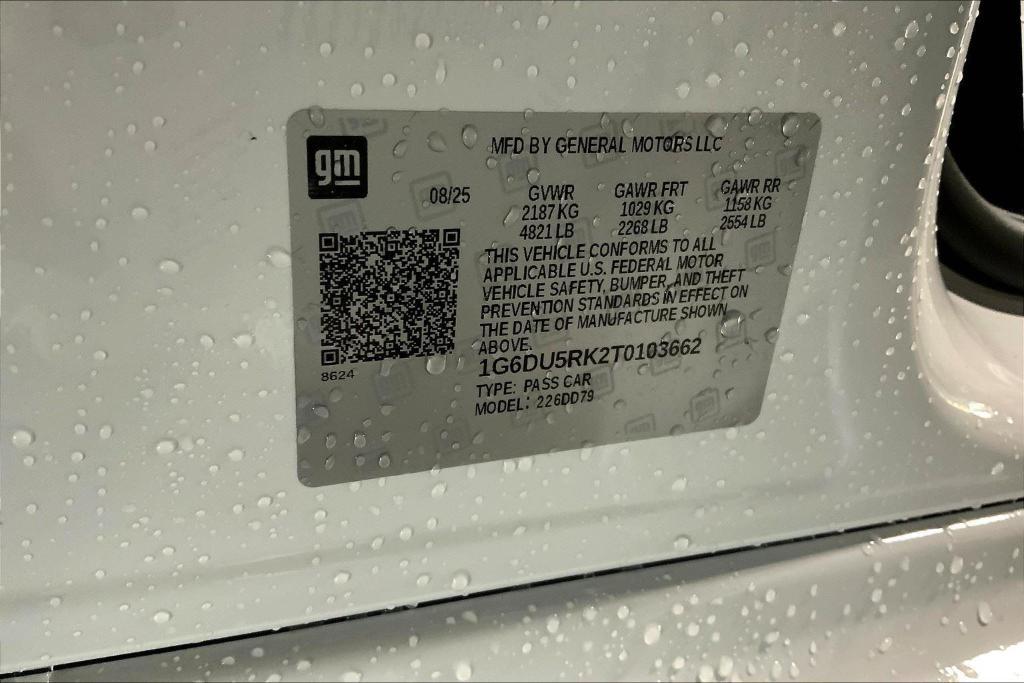 gm
MFD BY GENERAL MOTORS LLC
08/25
GVWR
2187 KG
4821 LB
GAWR FRT
1029 KG
2268 LB
GAWR RR
1158 KG
2554 LB
THIS VEHICLE CONFORMS TO ALL
APPLICABLE U.S. FEDERAL MOTOR
VEHICLE SAFETY, BUMPER, AND THEFT
PREVENTION STANDARDS IN EFFECT ON
THE DATE OF MANUFACTURE SHOWN
ABOVE.
8624
1G6DU5RK2T0103662
TYPE: PASS CAR
MODEL: 226DD79